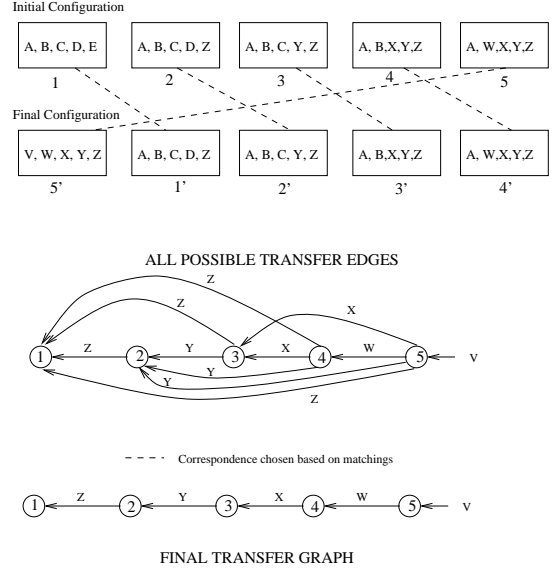 Initial Configuration
A, B, C, D, E
A, B, C, D, Z
A, B, C, Y, Z
A, B,X,Y,Z
A, W,X,Y,Z
1
2
3
4
5
Final Configuration
V, W, X, Y, Z
A, B, C, D, Z
A, B, C, Y, Z
A, B,X,Y,Z
A, W,X,Y,Z
5'
1'
2'
3'
4'
ALL POSSIBLE TRANSFER EDGES
Z
Z
X
1
Z
2
Y
3
X
4
W
5
V
Y
Y
Z
Correspondence chosen based on matchings
1
Z
2
Y
3
X
4
W
5
V
FINAL TRANSFER GRAPH